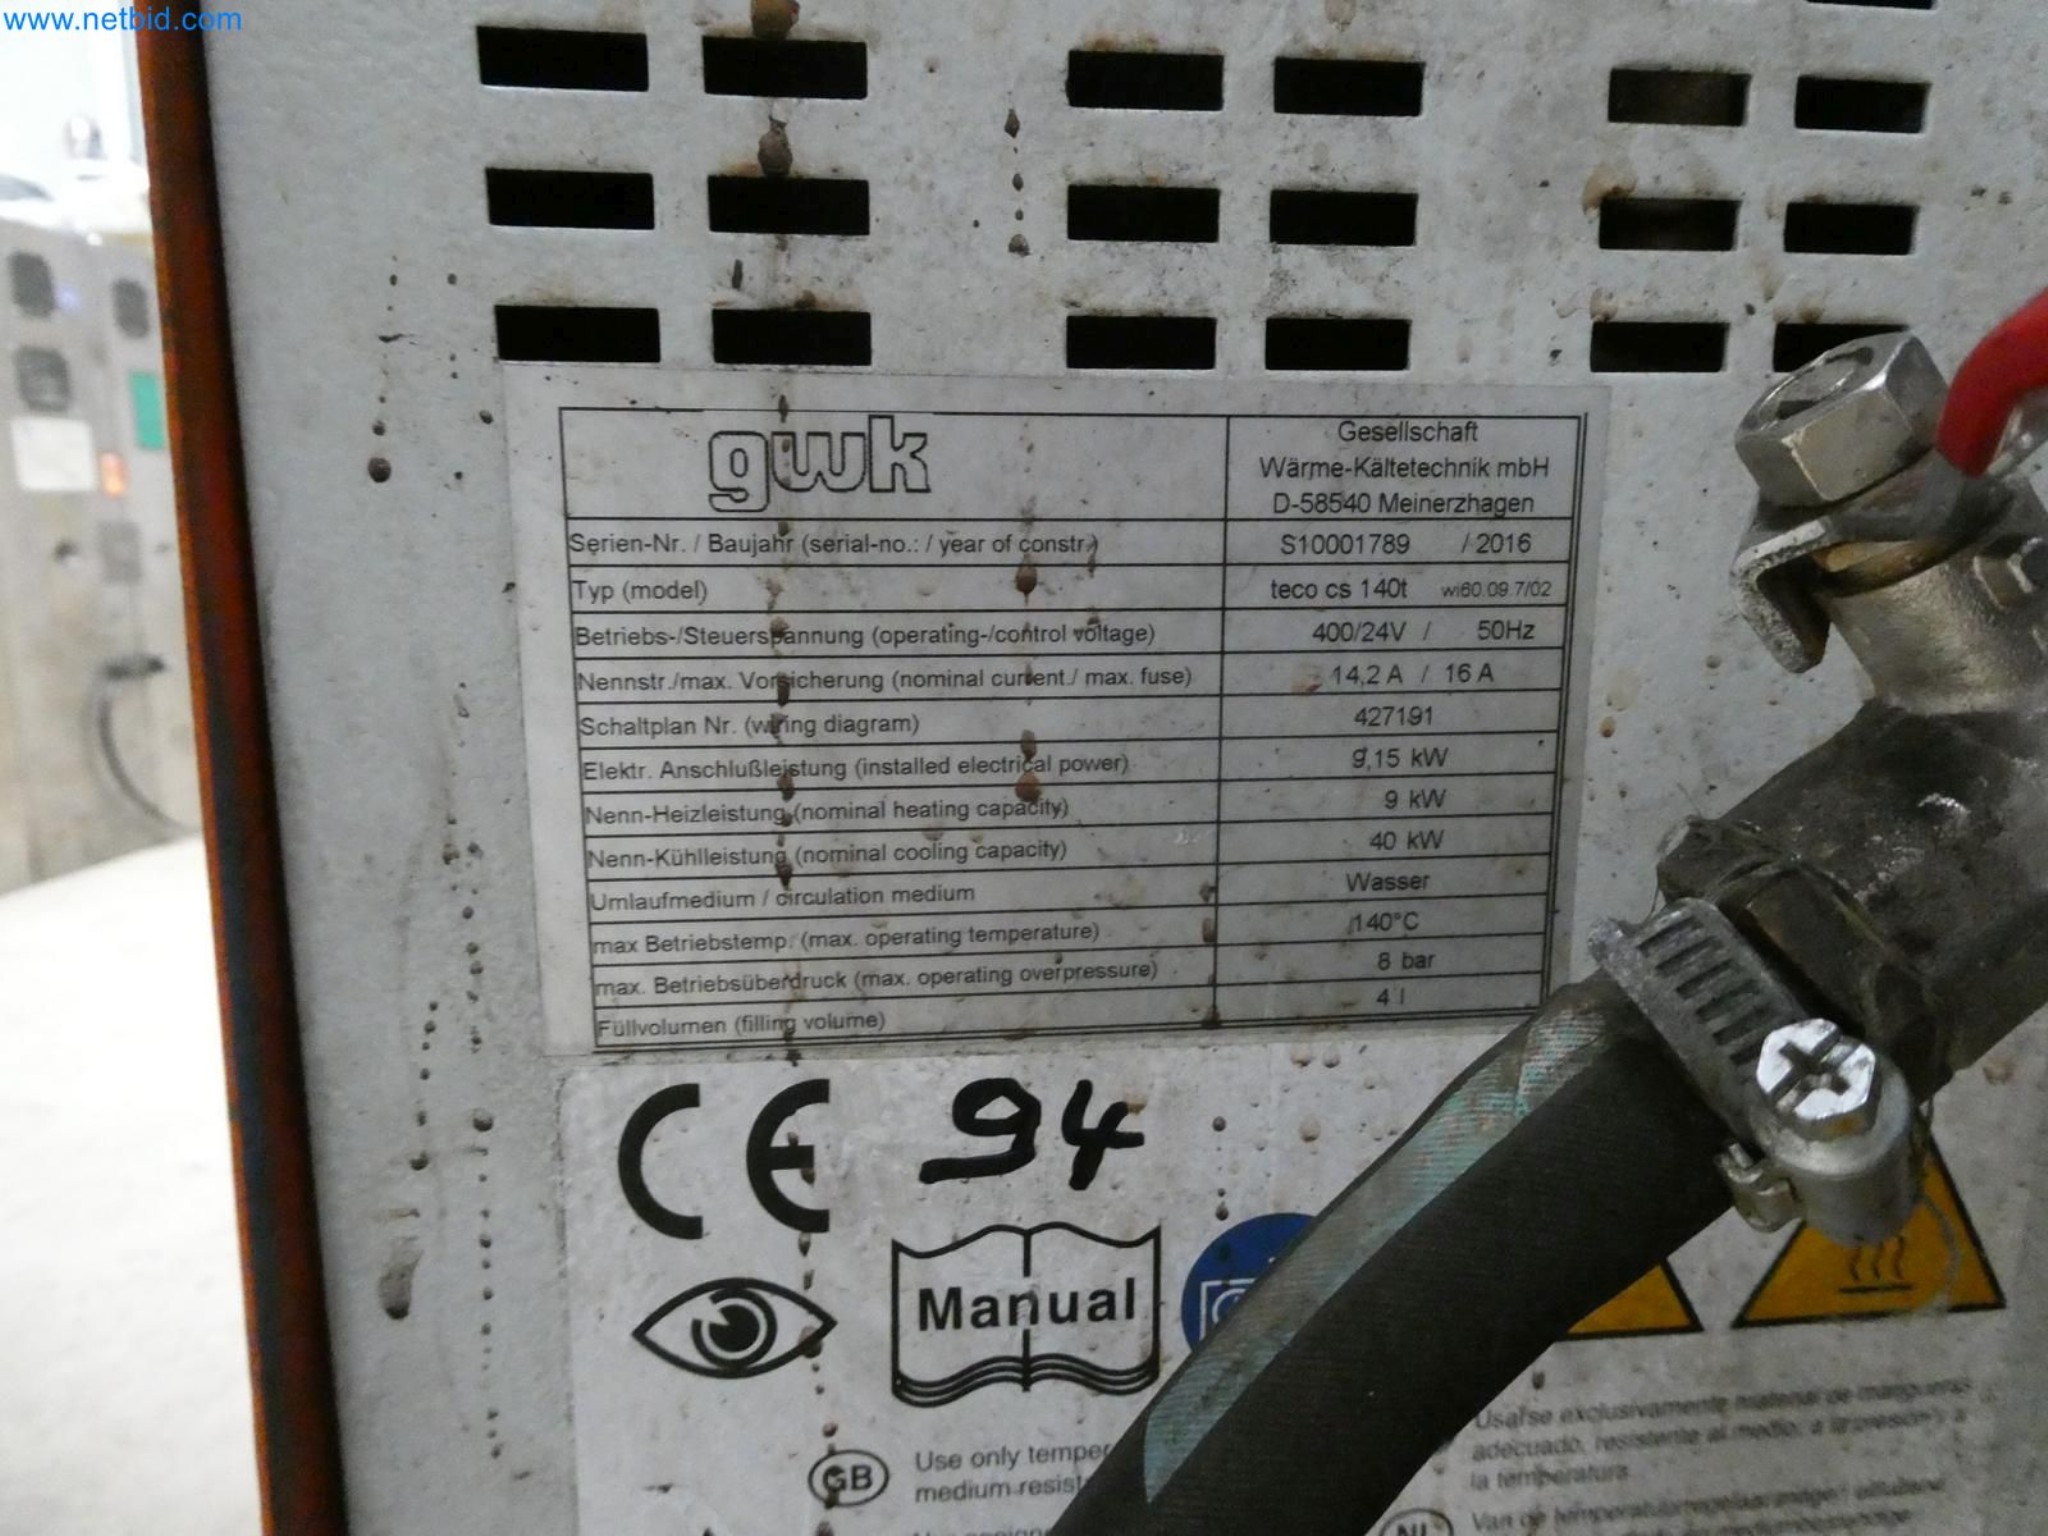 www.netbid.com
gwk
Gesellschaft
Wärme-Kältetechnik mbH
D-58540 Meinerzhagen
Serien-Nr. / Baujahr (serial-no.: / year of constr.) S10001789 / 2016
Typ (model) teco cs 140t wi60.09.7/02
Betriebs-/Steuerspannung (operating-/control voltage) 400/24V / 50Hz
Nennstr./max. Vorsicherung (nominal current./ max. fuse) 14,2 A / 16 A
Schaltplan Nr. (wiring diagram) 427191
Elektr. Anschlußleistung (installed electrical power) 9,15 kW
Nenn-Heizleistung (nominal heating capacity) 9 kW
Nenn-Kühlleistung (nominal cooling capacity) 40 kW
Umlaufmedium / circulation medium Wasser
max Betriebstemp. (max. operating temperature) 140°C
max. Betriebsüberdruck (max. operating overpressure) 8 bar
Füllvolumen (filling volume) 4 l
CE 94
Manual
GB Use only temper
medium-resist
Usarse exclusivamente material de mangueras
adecuado, resistente al medio, a la presión y a
la temperatura
NL